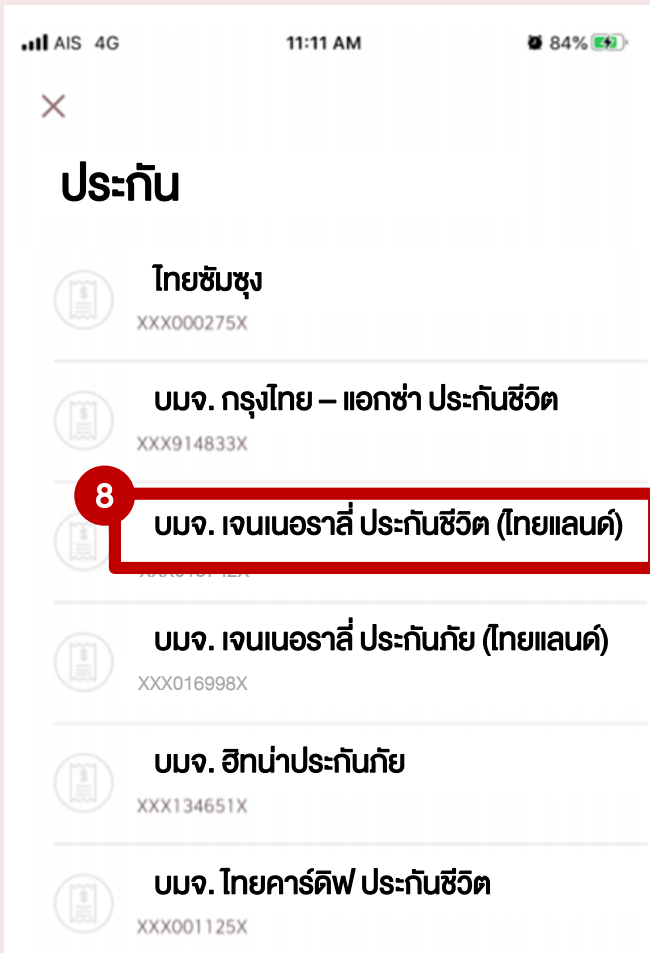 AIS 4G 11:11 AM 84%
ประกัน
ไทยซัมซุง
XXX000275X
บมจ. กรุงไทย – แอกซ่า ประกันชีวิต
XXX914833X
8
บมจ. เจนเนอราลี่ ประกันชีวิต (ไทยแลนด์)
บมจ. เจนเนอราลี่ ประกันภัย (ไทยแลนด์)
XXX016998X
บมจ. ฮิทน่าประกันภัย
XXX134651X
บมจ. ไทยคาร์ดิฟ ประกันชีวิต
XXX001125X